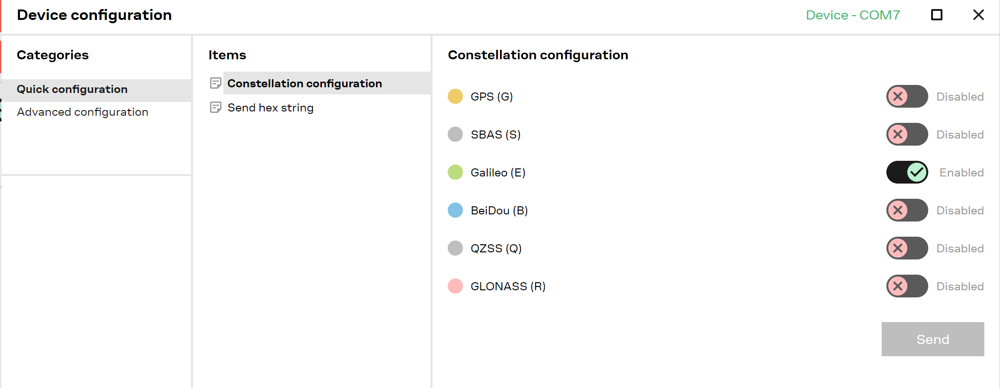 Device configuration
Device - COM7
Categories
Quick configuration
Advanced configuration
Items
Constellation configuration
Send hex string
Constellation configuration
GPS (G) Disabled
SBAS (S) Disabled
Galileo (E) Enabled
BeiDou (B) Disabled
QZSS (Q) Disabled
GLONASS (R) Disabled
Send